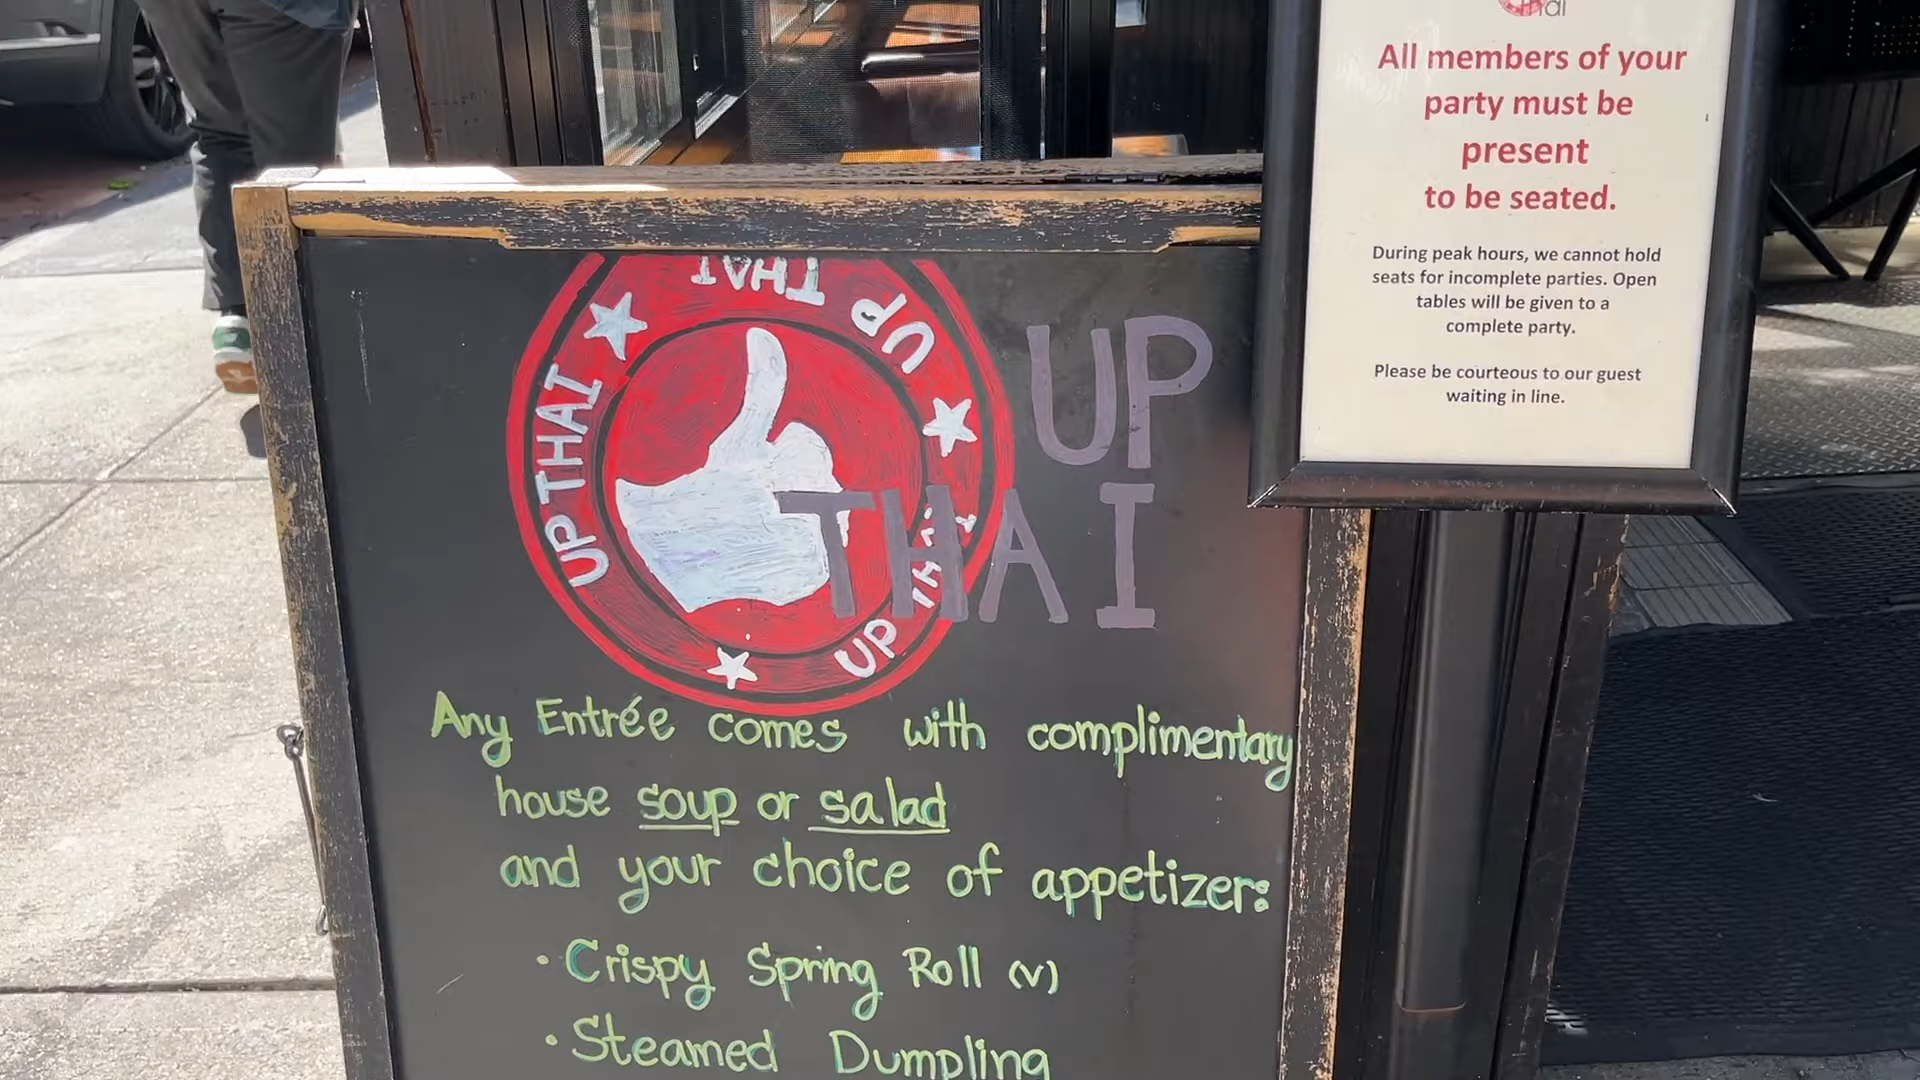 All members of your
party must be
present
to be seated.
During peak hours, we cannot hold
seats for incomplete parties. Open
tables will be given to a
complete party.
Please be courteous to our guest
waiting in line.
UP THAI
UP THAI
UP
UP
THAI
Any Entrée comes with complimentary
house soup or salad
and your choice of appetizer:
• Crispy Spring Roll (v)
• Steamed Dumpling